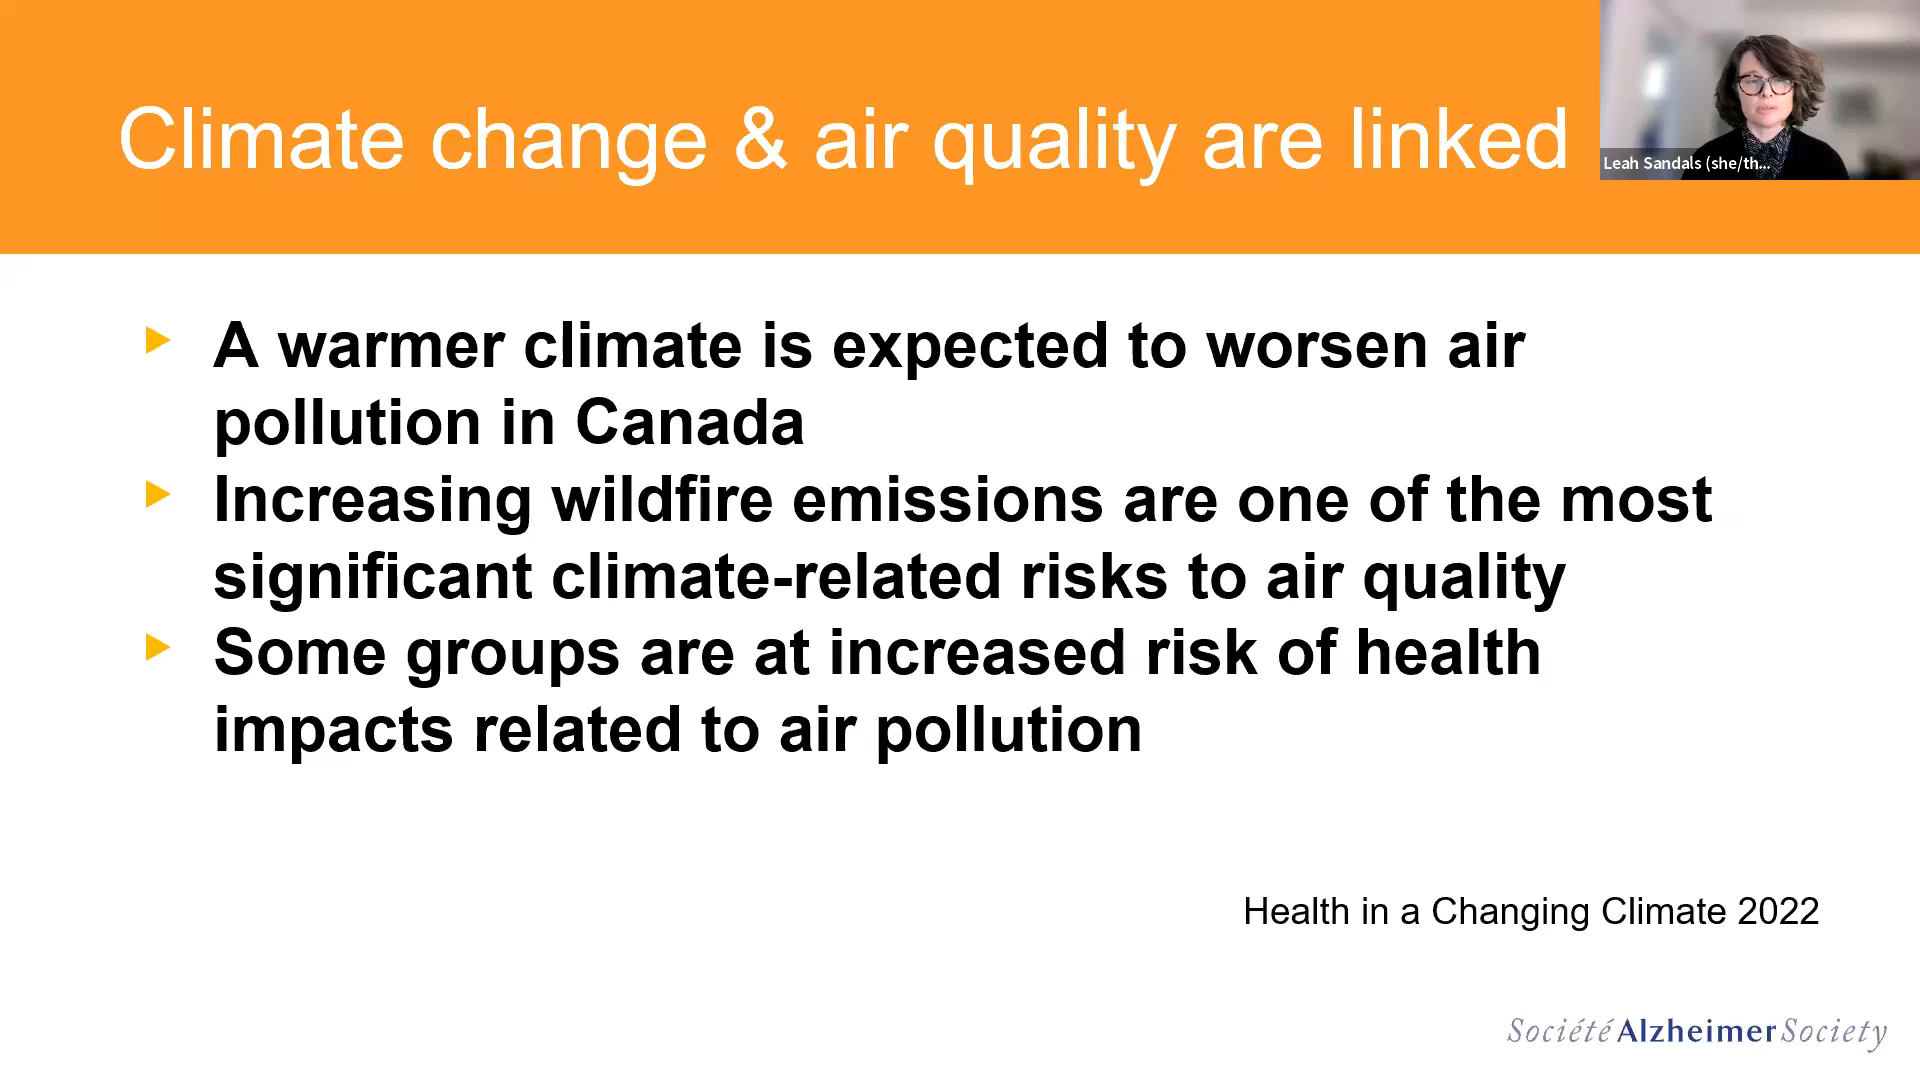 Climate change & air quality are linked
Leah Sandals (she/th...
A warmer climate is expected to worsen air
pollution in Canada
Increasing wildfire emissions are one of the most
significant climate-related risks to air quality
Some groups are at increased risk of health
impacts related to air pollution
Health in a Changing Climate 2022
Société Alzheimer Society